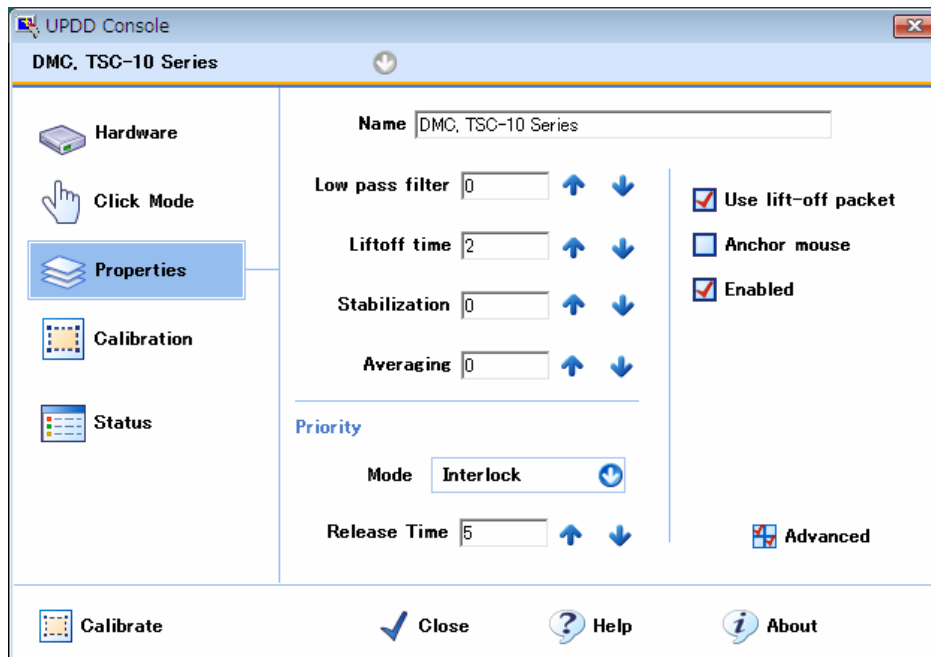 UPDD Console
DMC, TSC-10 Series
Hardware
Click Mode
Properties
Calibration
Status
Name DMC, TSC-10 Series
Low pass filter 0
Liftoff time 2
Stabilization 0
Averaging 0
Priority
Mode Interlock
Release Time 5
Use lift-off packet
Anchor mouse
Enabled
Advanced
Calibrate
Close
Help
About